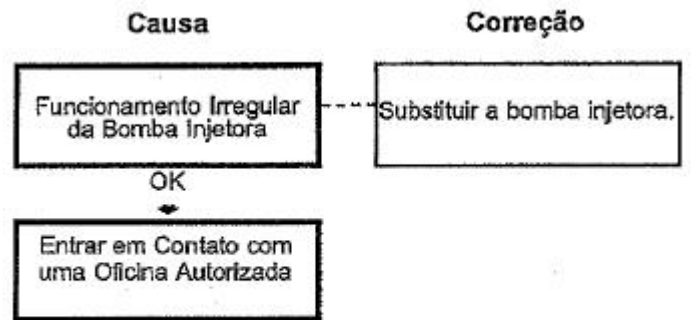 Causa
Correção
Funcionamento Irregular
da Bomba Injetora
Substituir a bomba injetora.
OK
Entrar em Contato com
uma Oficina Autorizada